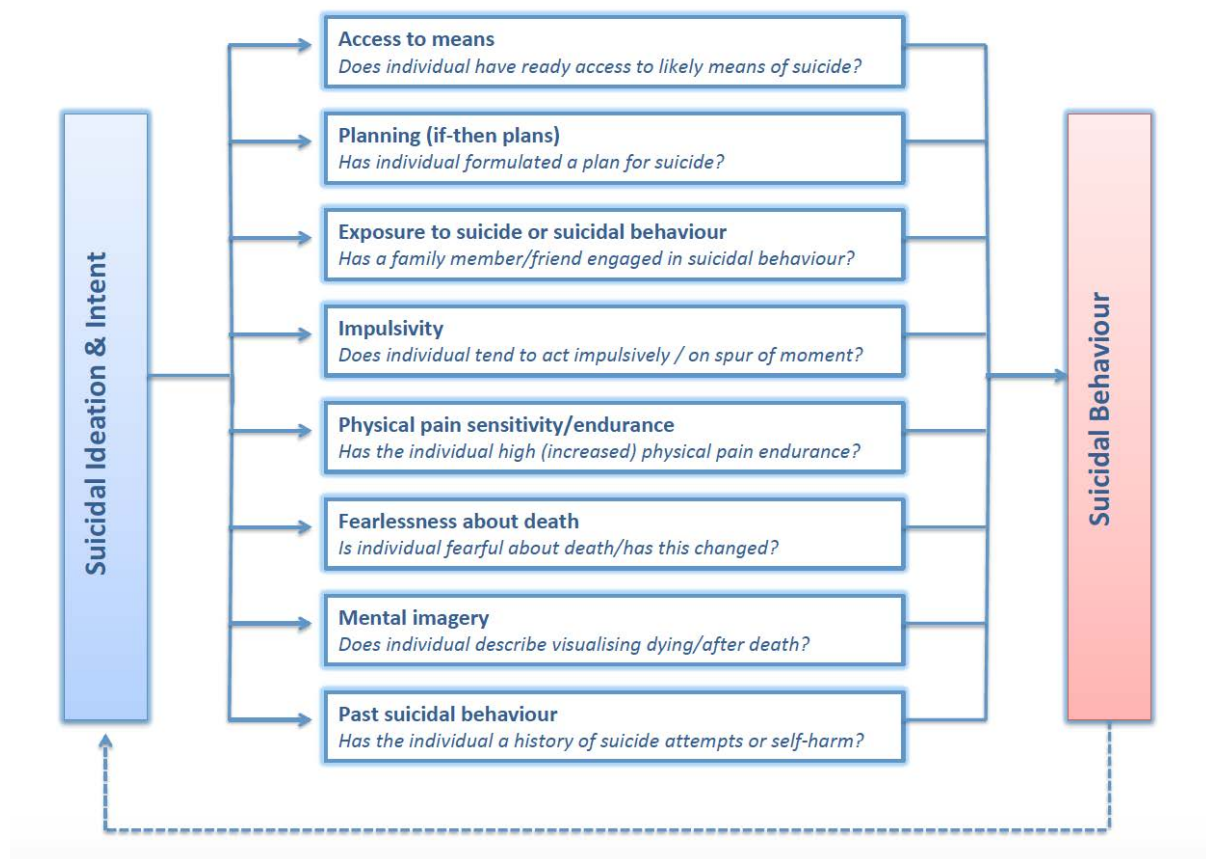 Suicidal Ideation & Intent
Access to means
Does individual have ready access to likely means of suicide?
Planning (if-then plans)
Has individual formulated a plan for suicide?
Exposure to suicide or suicidal behaviour
Has a family member/friend engaged in suicidal behaviour?
Impulsivity
Does individual tend to act impulsively / on spur of moment?
Physical pain sensitivity/endurance
Has the individual high (increased) physical pain endurance?
Fearlessness about death
Is individual fearful about death/has this changed?
Mental imagery
Does individual describe visualising dying/after death?
Past suicidal behaviour
Has the individual a history of suicide attempts or self-harm?
Suicidal Behaviour